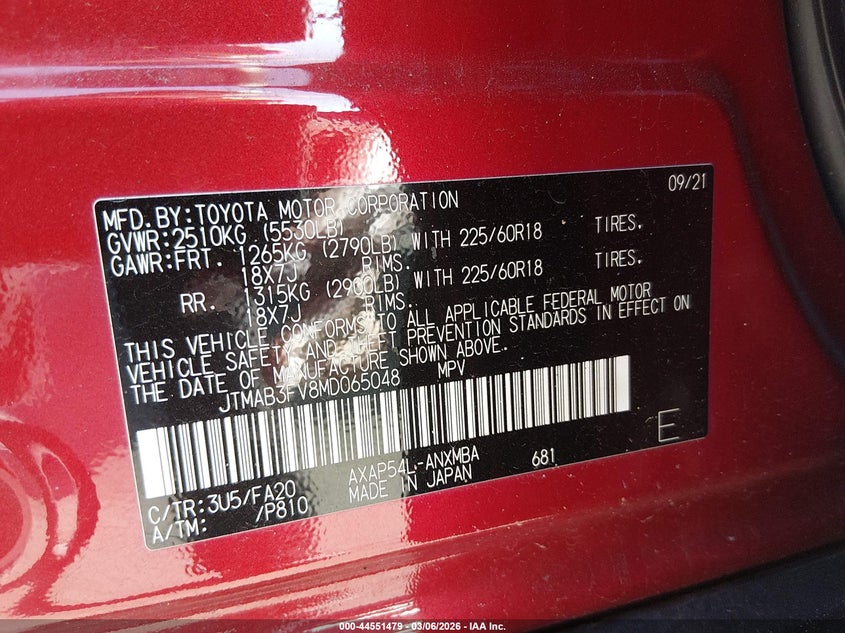 09/21
MFD.BY:TOYOTA MOTOR CORPORATION
GVWR:2510KG (5530LB)
GAWR:FRT. 1265KG (2790LB) WITH 225/60R18 TIRES.
18X7J RIMS.
RR. 1315KG (2900LB) WITH 225/60R18 TIRES.
18X7J RIMS.
THIS VEHICLE CONFORMS TO ALL APPLICABLE FEDERAL MOTOR
VEHICLE SAFETY AND THEFT PREVENTION STANDARDS IN EFFECT ON
THE DATE OF MANUFACTURE SHOWN ABOVE.
JTMAB3FV8MD065048 MPV
E
C/TR:3U5/FA20 AXAP54L-ANXMBA 681
A/TM: /P810 MADE IN JAPAN
000-44551479 - 03/06/2026 - IAA Inc.